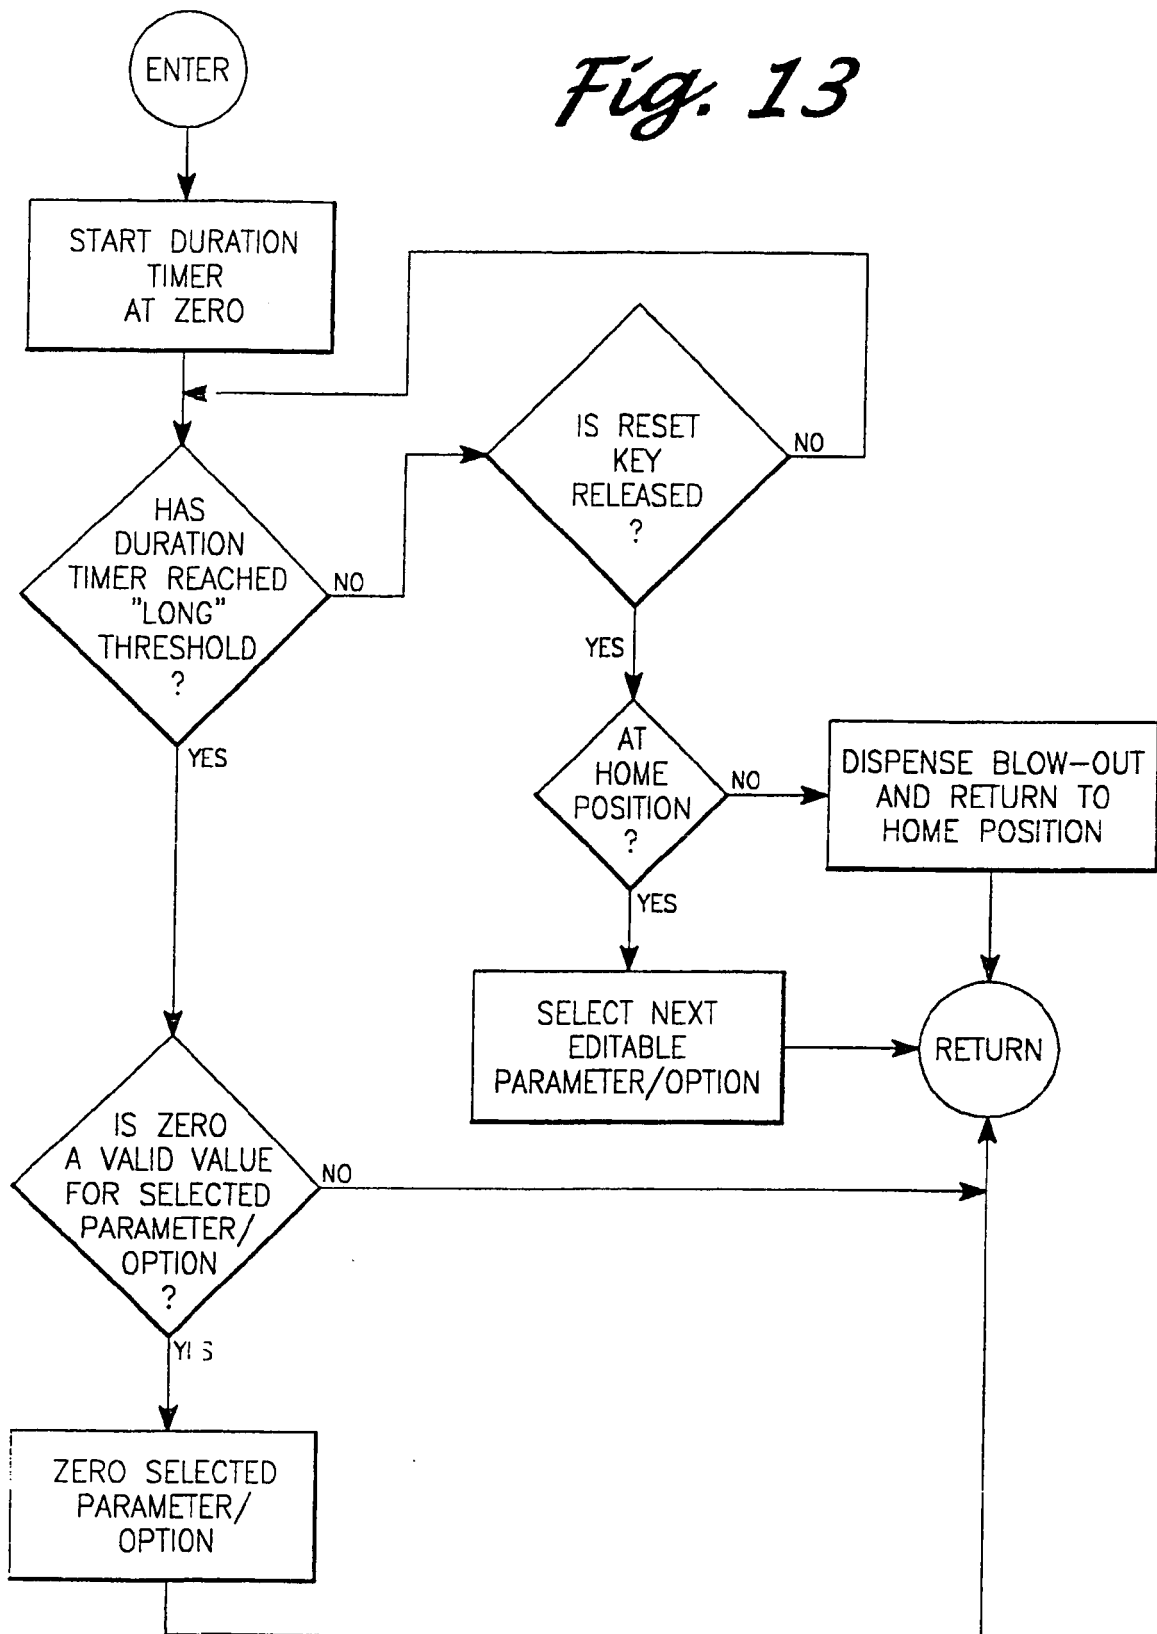 Fig. 13
ENTER
START DURATION
TIMER
AT ZERO
IS RESET
KEY
RELEASED
?
NO
HAS
DURATION
TIMER REACHED
"LONG"
THRESHOLD
?
NO
YES
YES
AT
HOME
POSITION
?
NO
YES
DISPENSE BLOW-OUT
AND RETURN TO
HOME POSITION
SELECT NEXT
EDITABLE
PARAMETER/OPTION
RETURN
IS ZERO
A VALID VALUE
FOR SELECTED
PARAMETER/
OPTION
?
NO
YES
ZERO SELECTED
PARAMETER/
OPTION